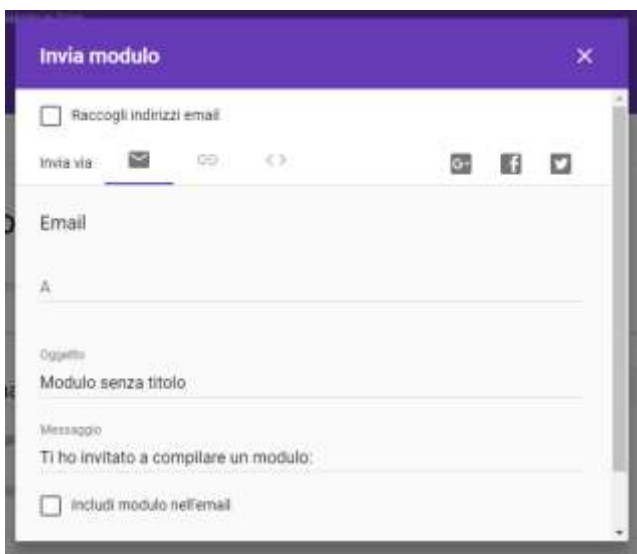 Invia modulo
Raccogli indirizzi email
Invia via
G+
Email
A
Oggetto
Modulo senza titolo
Messaggio
Ti ho invitato a compilare un modulo:
Includi modulo nell'email